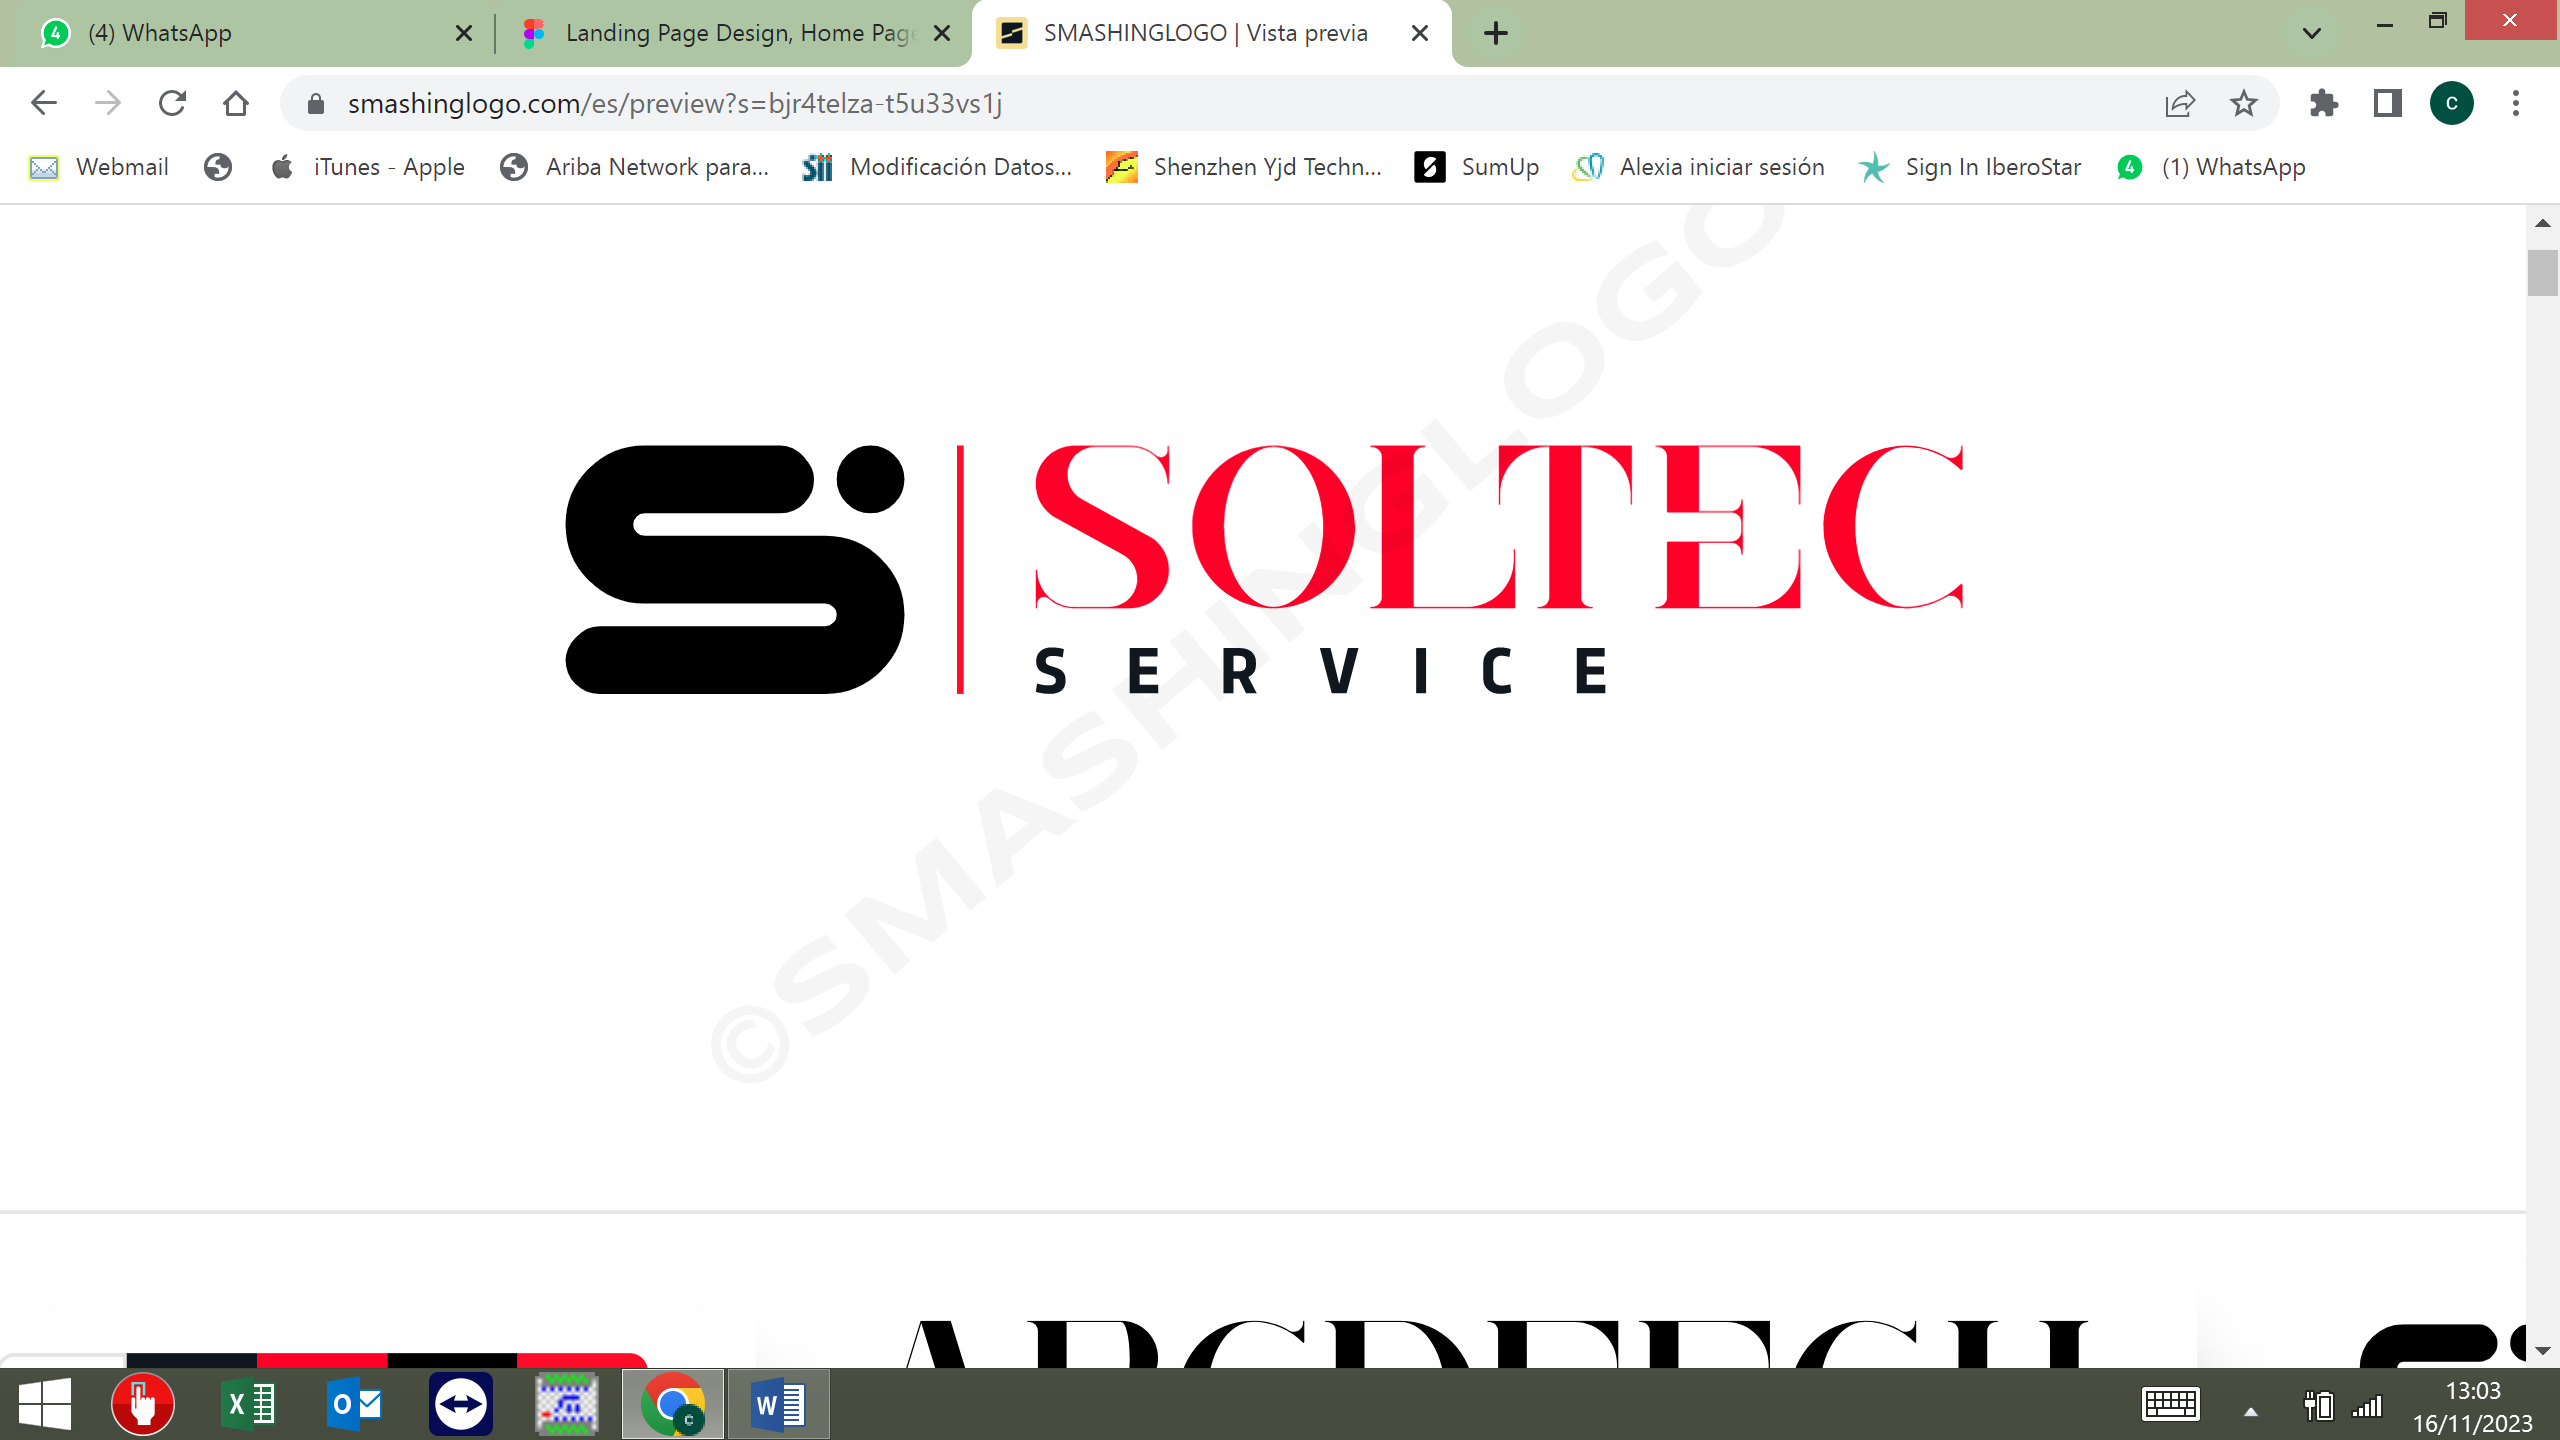 (4) WhatsApp
Landing Page Design, Home Page
SMASHINGLOGO | Vista previa
smashinglogo.com/es/preview?s=bjr4telza-t5u33vs1j
C
Webmail
iTunes - Apple
Ariba Network para...
Modificación Datos...
Shenzhen Yjd Techn...
SumUp
Alexia iniciar sesión
Sign In IberoStar
(1) WhatsApp
©SMASHINGLOGO
SOLTEC
SERVICE
ABCDEFGH
13:03
16/11/2023